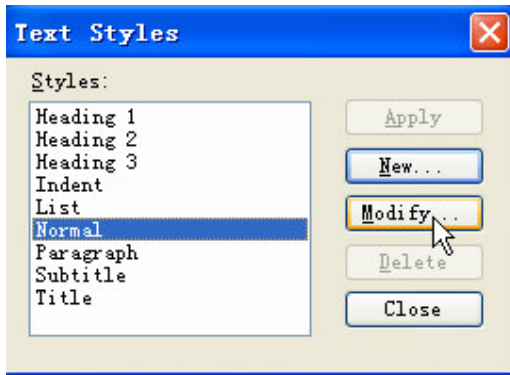 Text Styles
Styles:
Heading 1
Heading 2
Heading 3
Indent
List
Normal
Paragraph
Subtitle
Title
Apply
New...
Modify...
Delete
Close